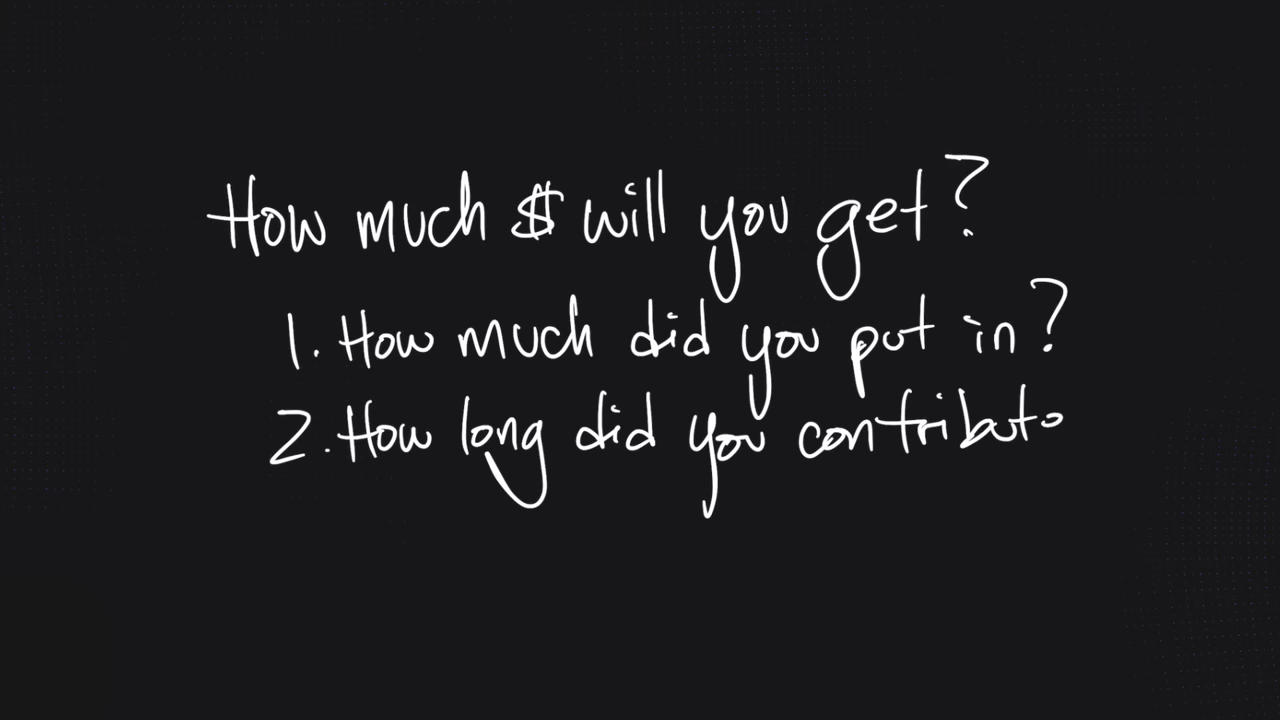 How much $ will you get?
1. How much did you put in?
2. How long did you contribute